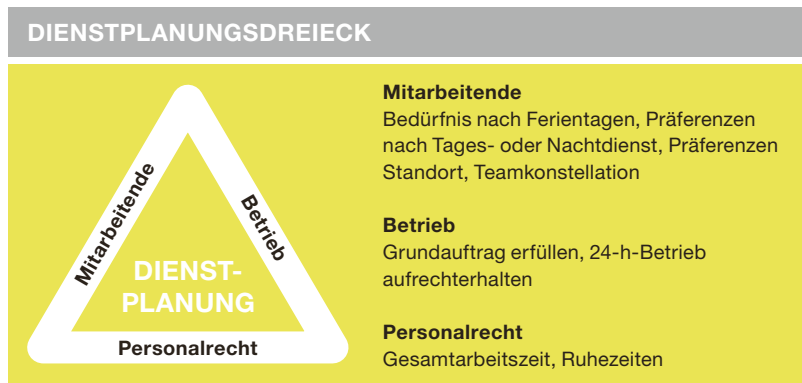 DIENSTPLANUNGSDREIECK
Mitarbeitende
Betrieb
DIENST-
PLANUNG
Personalrecht
Mitarbeitende
Bedürfnis nach Ferientagen, Präferenzen
nach Tages- oder Nachtdienst, Präferenzen
Standort, Teamkonstellation
Betrieb
Grundauftrag erfüllen, 24-h-Betrieb
aufrechterhalten
Personalrecht
Gesamtarbeitszeit, Ruhezeiten